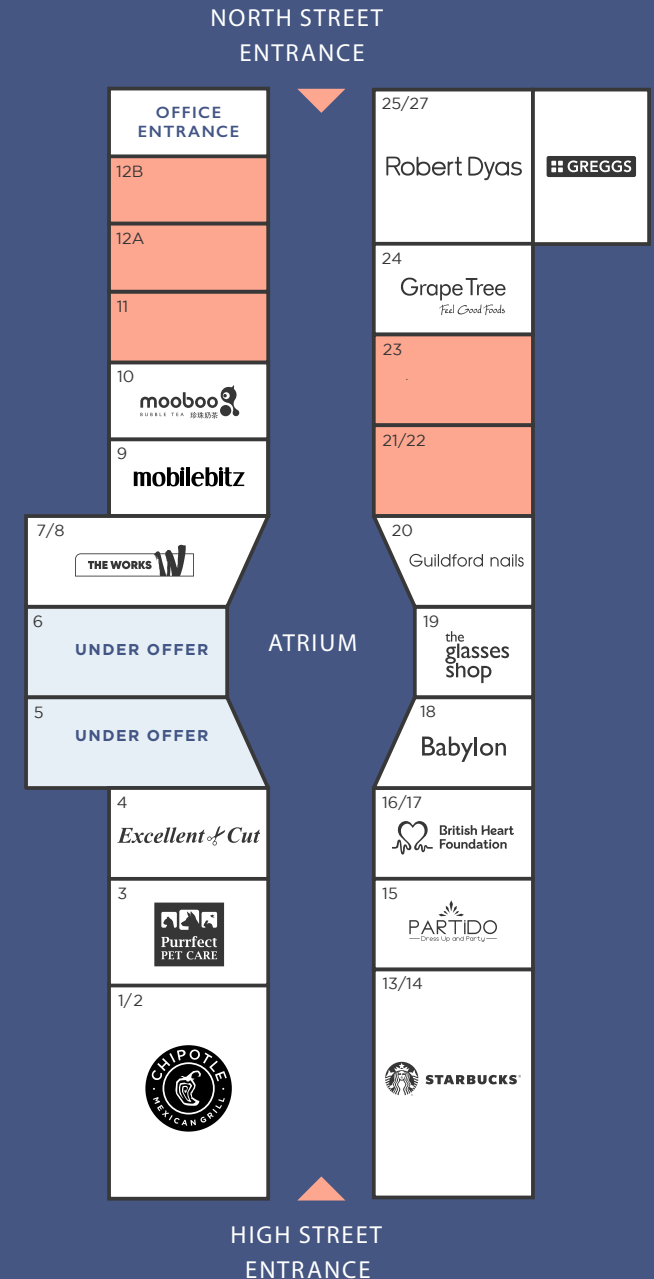 NORTH STREET
ENTRANCE
OFFICE
ENTRANCE
12B
12A
11
10
mooboo
BUBBLE TEA 珍珠奶茶
9
mobilebitz
7/8
THE WORKS W
6
UNDER OFFER
5
UNDER OFFER
4
Excellent Cut
3
Purrfect
PET CARE
1/2
CHIPOTLE
MEXICAN GRILL
ATRIUM
25/27
Robert Dyas
GREGGS
24
Grape Tree
Feel Good Foods
23
21/22
20
Guildford nails
19
the
glasses
shop
18
Babylon
16/17
British Heart
Foundation
15
PARTiDO
Dress Up and Party
13/14
STARBUCKS
HIGH STREET
ENTRANCE